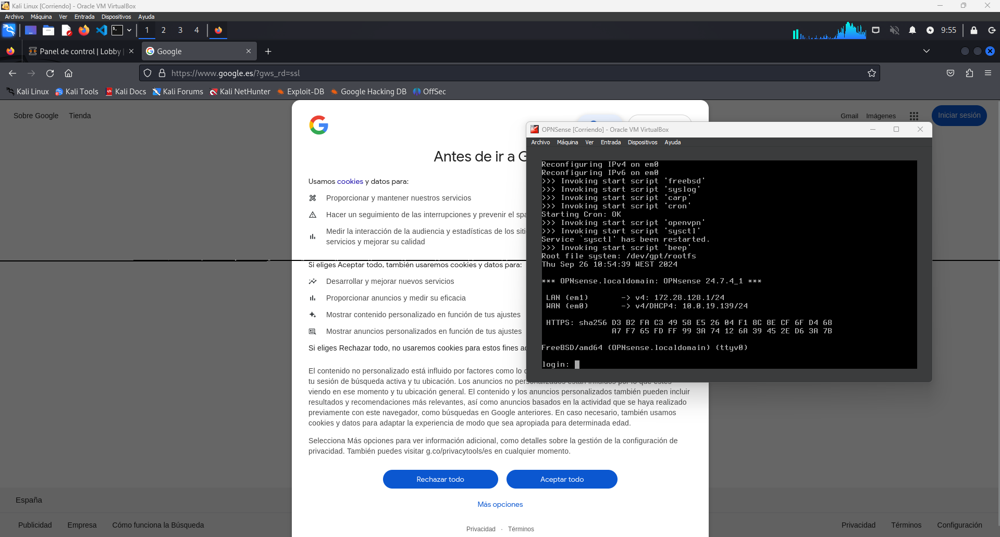 Kali Linux [Corriendo] - Oracle VM VirtualBox
Archivo Máquina Ver Entrada Dispositivos Ayuda
1 2 3 4 9:55
Panel de control | Lobby | Google
https://www.google.es/?gws_rd=ssl
Kali Linux Kali Tools Kali Docs Kali Forums Kali NetHunter Exploit-DB Google Hacking DB OffSec
Sobre Google Tienda Gmail Imágenes Iniciar sesión
Antes de ir a G
Usamos cookies y datos para:
Proporcionar y mantener nuestros servicios
Hacer un seguimiento de las interrupciones y prevenir el spa
Medir la interacción de la audiencia y estadísticas de los siti
servicios y mejorar su calidad
Si eliges Aceptar todo, también usaremos cookies y datos para:
Desarrollar y mejorar nuevos servicios
Proporcionar anuncios y medir su eficacia
Mostrar contenido personalizado en función de tus ajustes
Mostrar anuncios personalizados en función de tus ajustes
Si eliges Rechazar todo, no usaremos cookies para estos fines ad
El contenido no personalizado está influido por factores como lo
tu sesión de búsqueda activa y tu ubicación. Los anuncios no personalizados están influidos por lo que estés
viendo en ese momento y tu ubicación general. El contenido y los anuncios personalizados también pueden incluir
resultados y recomendaciones más relevantes, así como anuncios basados en la actividad que se haya realizado
previamente con este navegador, como búsquedas en Google anteriores. En caso necesario, también usamos
cookies y datos para adaptar la experiencia de modo que sea apropiada para determinada edad.
Selecciona Más opciones para ver información adicional, como detalles sobre la gestión de la configuración de
privacidad. También puedes visitar g.co/privacytools/es en cualquier momento.
Rechazar todo Aceptar todo
Más opciones
Privacidad · Términos
España
Publicidad Empresa Cómo funciona la Búsqueda Privacidad Términos Configuración
OPNSense [Corriendo] - Oracle VM VirtualBox
Archivo Máquina Ver Entrada Dispositivos Ayuda
Reconfiguring IPv4 on em0
Reconfiguring IPv6 on em0
>>> Invoking start script 'freebsd'
>>> Invoking start script 'syslog'
>>> Invoking start script 'carp'
>>> Invoking start script 'cron'
Starting Cron: OK
>>> Invoking start script 'openvpn'
>>> Invoking start script 'sysctl'
Service `sysctl' has been restarted.
>>> Invoking start script 'beep'
Root file system: /dev/gpt/rootfs
Thu Sep 26 10:54:39 WEST 2024
*** OPNsense.localdomain: OPNsense 24.7.4_1 ***
LAN (em1) -> v4: 172.28.128.1/24
WAN (em0) -> v4/DHCP4: 10.0.19.139/24
HTTPS: sha256 D3 B2 FA C3 49 58 E5 26 04 F1 8C 8E CF 6F D4 68
A7 F7 65 FD FF 99 3A 74 12 6A 39 45 2E D6 3A 7B
FreeBSD/amd64 (OPNsense.localdomain) (ttyv0)
login: